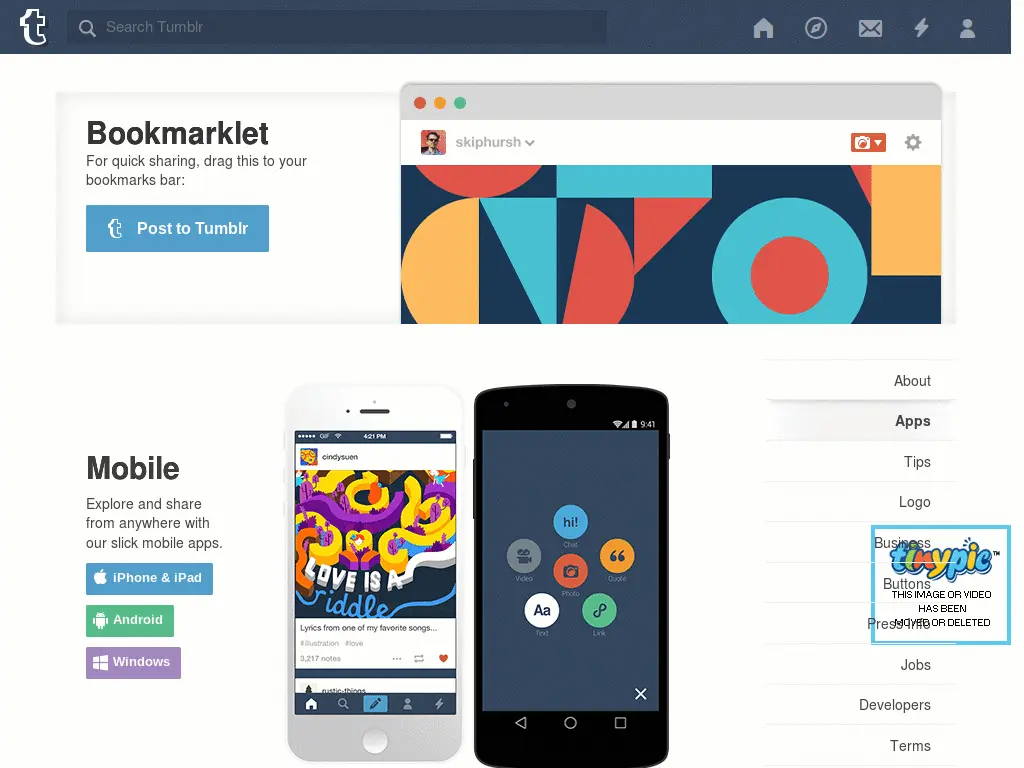 Search Tumblr
Bookmarklet
For quick sharing, drag this to your
bookmarks bar:
Post to Tumblr
skiphursh
Mobile
Explore and share
from anywhere with
our slick mobile apps.
iPhone & iPad
Android
Windows
GIF
4:21 PM
cindysuen
LOVE IS A
riddle
Lyrics from one of my favorite songs...
#illustration #love
3,217 notes
rustic-things
9:41
hi!
Chat
Video
Photo
Quote
Aa
Text
Link
About
Apps
Tips
Logo
Business
Buttons
Press Info
Jobs
Developers
Terms
tinypic™
THIS IMAGE OR VIDEO
HAS BEEN
MOVED OR DELETED